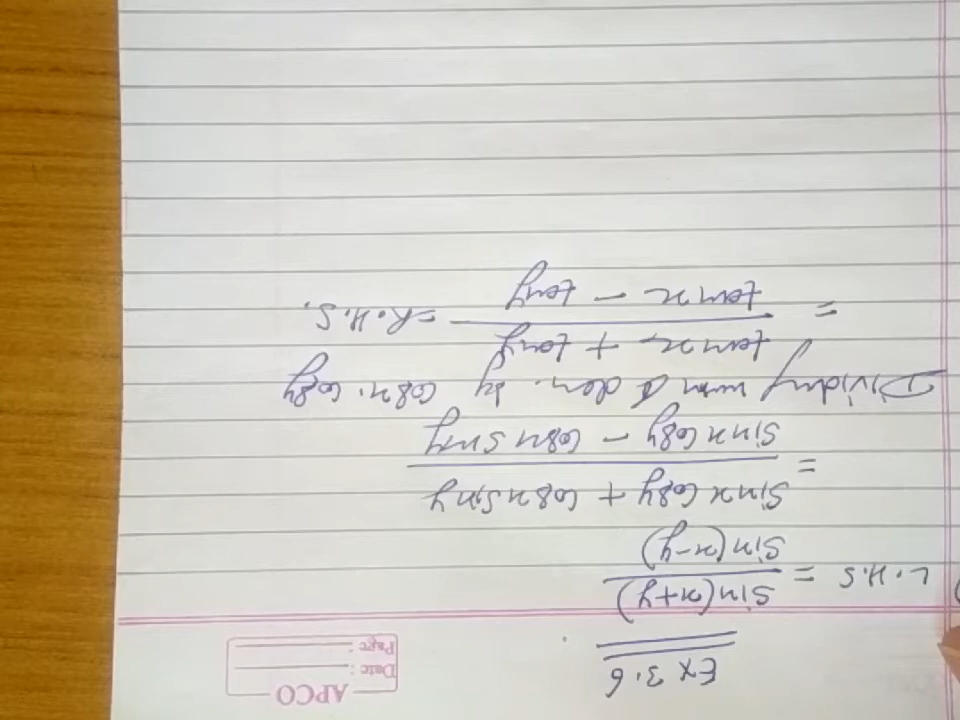 APCO
Date :
Page :
Ex 3.6
L.H.S = sin(x+y)
sin(x-y)
= sinx cosy + cosx siny
sinx cosy - cosx siny
Dividing num & den. by cosx. cosy
= tanx + tany
tanx - tany
= R.H.S.